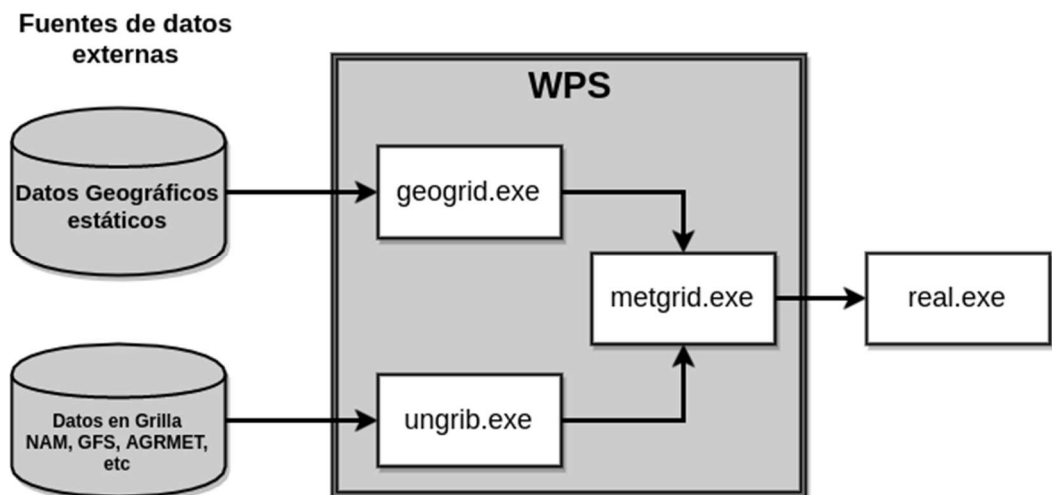 Fuentes de datos
externas
WPS
Datos Geográficos
estáticos
geogrid.exe
metgrid.exe
real.exe
Datos en Grilla
NAM, GFS, AGRMET,
etc
ungrib.exe